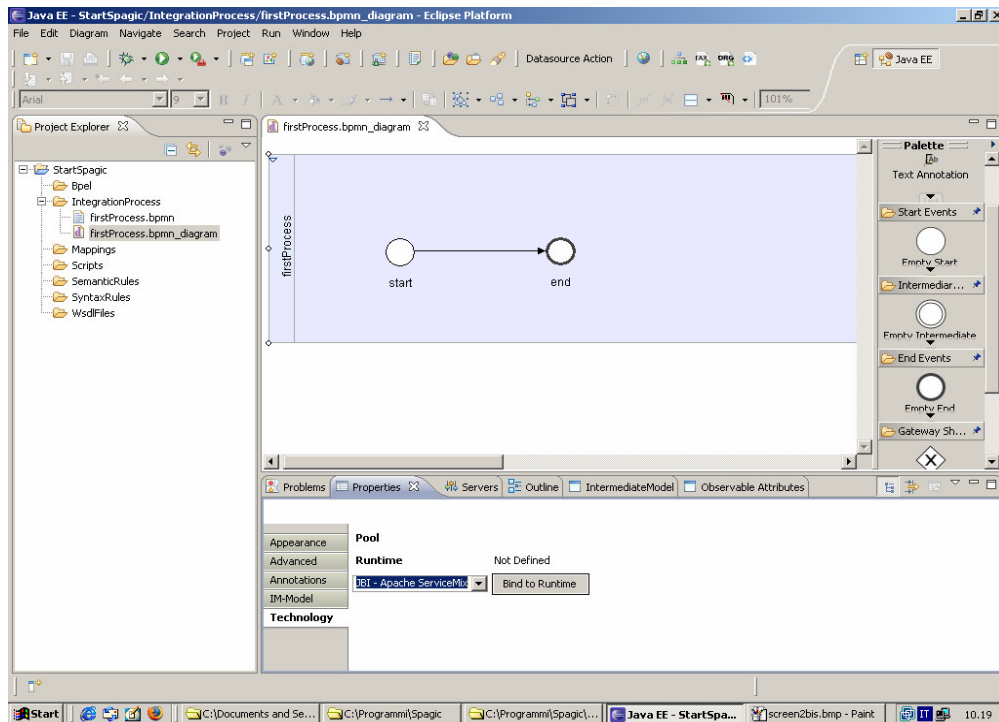 Java EE - StartSpagic/IntegrationProcess/firstProcess.bpmn_diagram - Eclipse Platform
File Edit Diagram Navigate Search Project Run Window Help
Datasource Action
FAX
ORG
Java EE
Arial 9 B I A 101%
Project Explorer
firstProcess.bpmn_diagram
StartSpagic
Bpel
IntegrationProcess
firstProcess.bpmn
firstProcess.bpmn_diagram
Mappings
Scripts
SemanticRules
SyntaxRules
WsdlFiles
firstProcess
start
end
Palette
Ab
Text Annotation
Start Events
Empty Start
Intermediar...
Empty Intermediate
End Events
Empty End
Gateway Sh...
Problems Properties Servers Outline IntermediateModel Observable Attributes
Appearance
Advanced
Annotations
IM-Model
Technology
Pool
Runtime Not Defined
JBI - Apache ServiceMix Bind to Runtime
Start C:\Documents and Se... C:\Programmi\Spagic C:\Programmi\Spagic\... Java EE - StartSpa... screen2bis.bmp - Paint IT 10.19